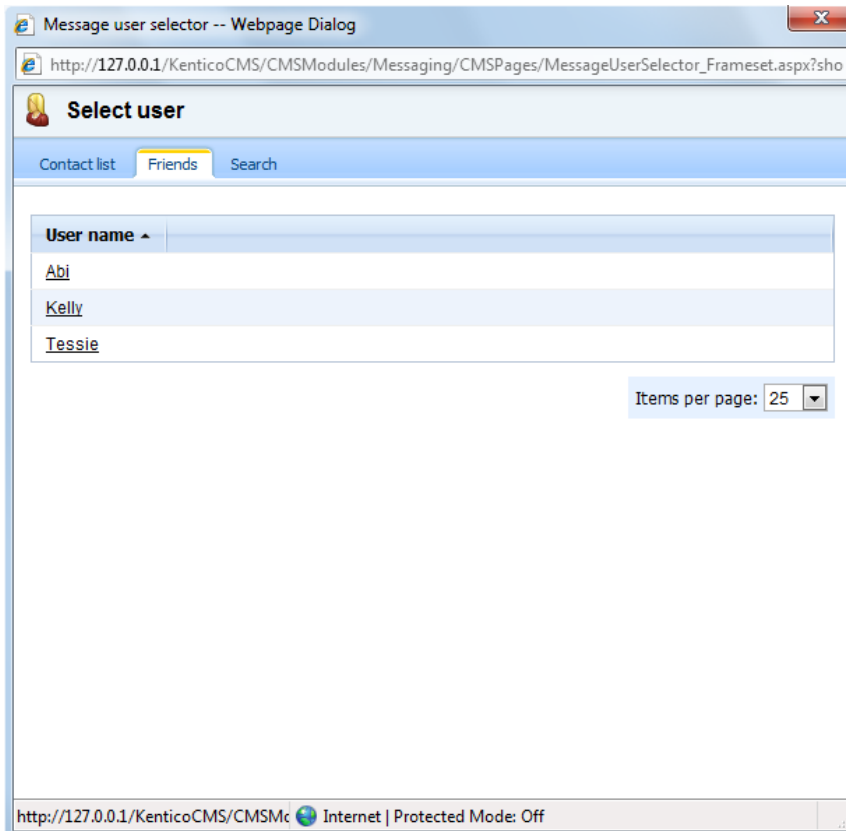 Message user selector -- Webpage Dialog
http://127.0.0.1/KenticoCMS/CMSModules/Messaging/CMSPages/MessageUserSelector_Frameset.aspx?sho
Select user
Contact list Friends Search
User name
Abi
Kelly
Tessie
Items per page: 25
http://127.0.0.1/KenticoCMS/CMSMc Internet | Protected Mode: Off